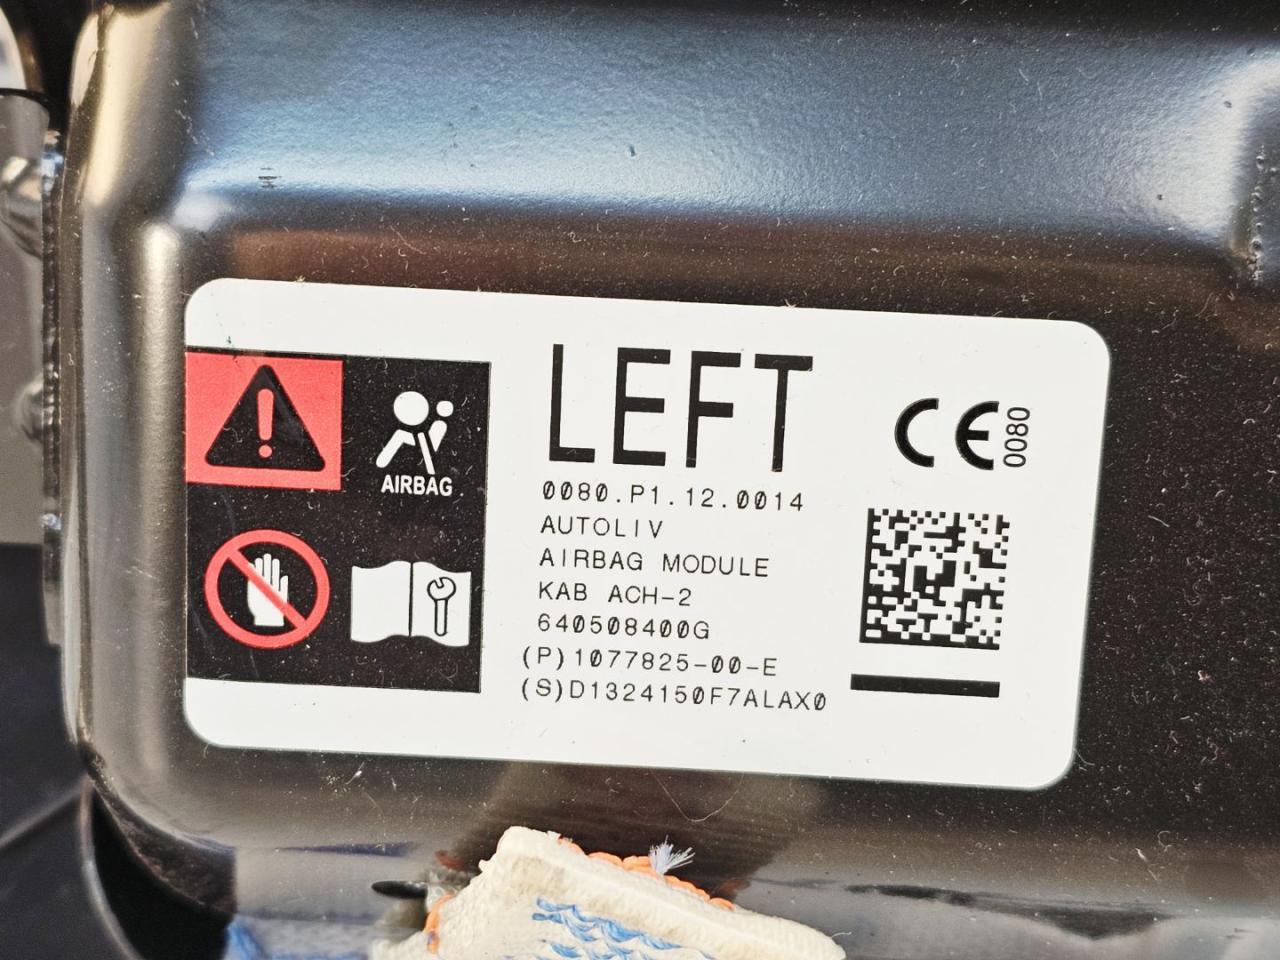 LEFT
CE 0080
AIRBAG
0080.P1.12.0014
AUTOLIV
AIRBAG MODULE
KAB ACH-2
640508400G
(P)1077825-00-E
(S)D1324150F7ALAX0